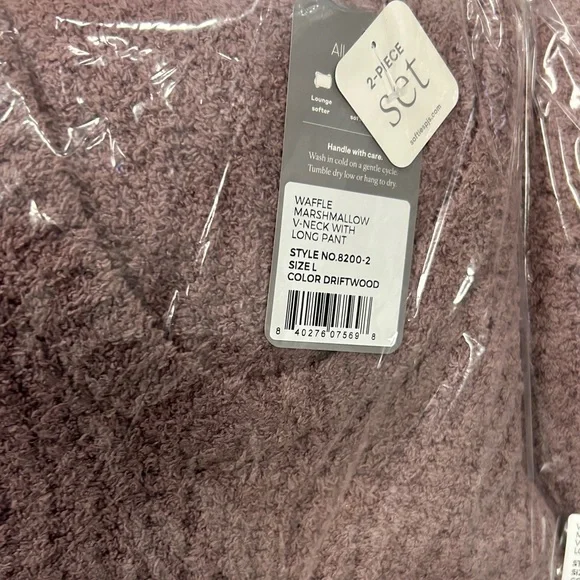 All
2-PIECE
set
softiespjs.com
Lounge
softer
Handle with care.
Wash in cold on a gentle cycle.
Tumble dry low or hang to dry.
WAFFLE
MARSHMALLOW
V-NECK WITH
LONG PANT
STYLE NO.8200-2
SIZE L
COLOR DRIFTWOOD
8 40276 07569 8